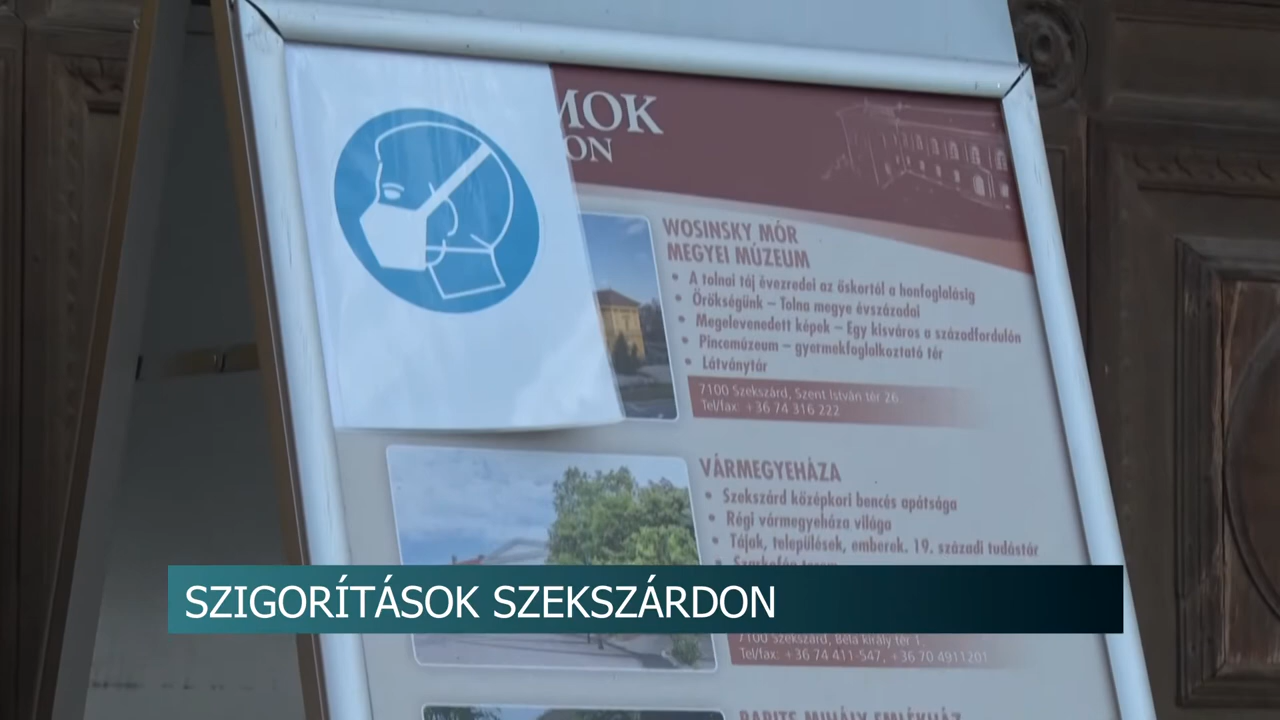 MOK
ON
WOSINSKY MÓR
MEGYEI MÚZEUM
• A tolnai táj évezredei az őskortól a honfoglalásig
• Örökségünk – Tolna megye évszázadai
• Megelevenedett képek – Egy kisváros a századfordulón
• Pincemúzeum – gyermekfoglalkoztató tér
• Látványtár
7100 Szekszárd, Szent István tér 26
Tel/fax: +36 74 316 222
VÁRMEGYEHÁZA
• Szekszárd középkori bencés apátsága
• Régi vármegyeháza világa
• Tájak, települések, emberek. 19. századi tudástár
SZIGORÍTÁSOK SZEKSZÁRDON
7100 Szekszárd, Béla király tér 1
Tel/fax: +36 74 411-547, +36 70 4911201
BABITS MIHÁLY EMLÉKHÁZ